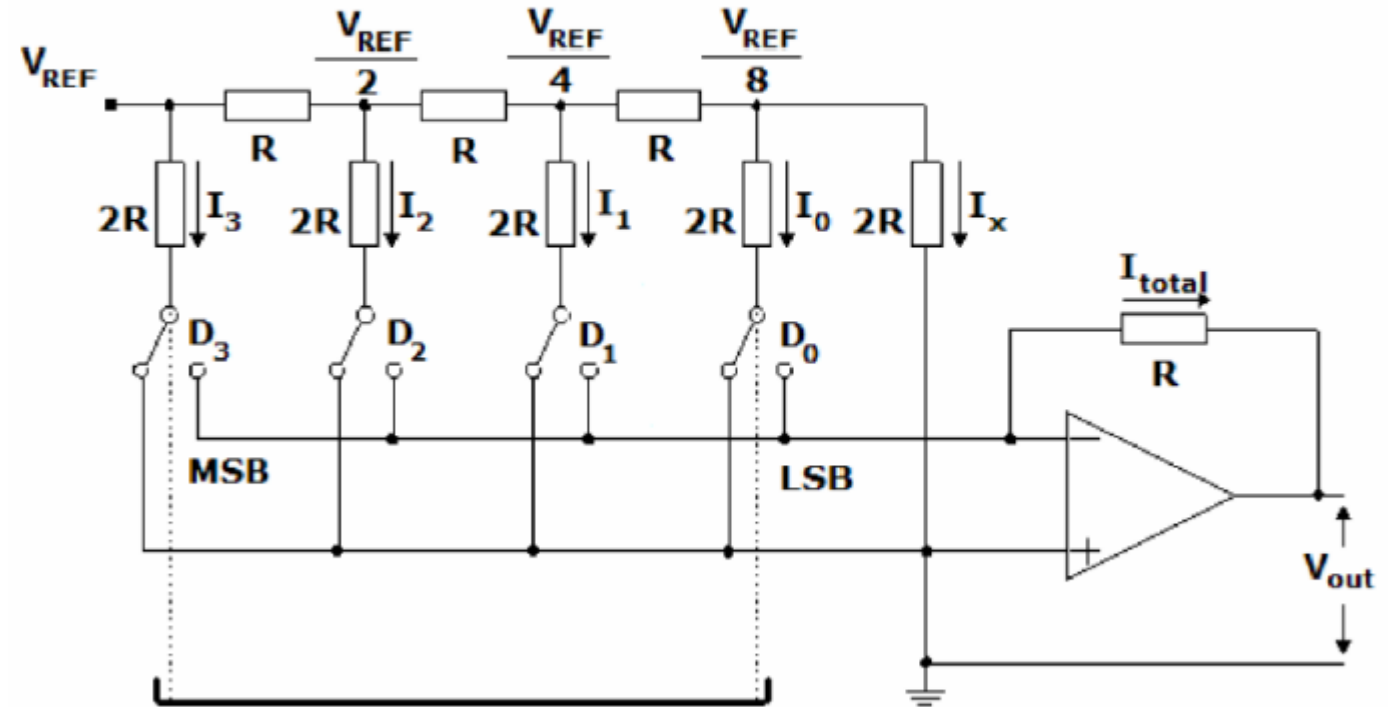 V_REF
V_REF/2
V_REF/4
V_REF/8
R
R
R
2R I_3
2R I_2
2R I_1
2R I_0
2R I_x
I_total
R
D_3
D_2
D_1
D_0
MSB
LSB
−
+
V_out